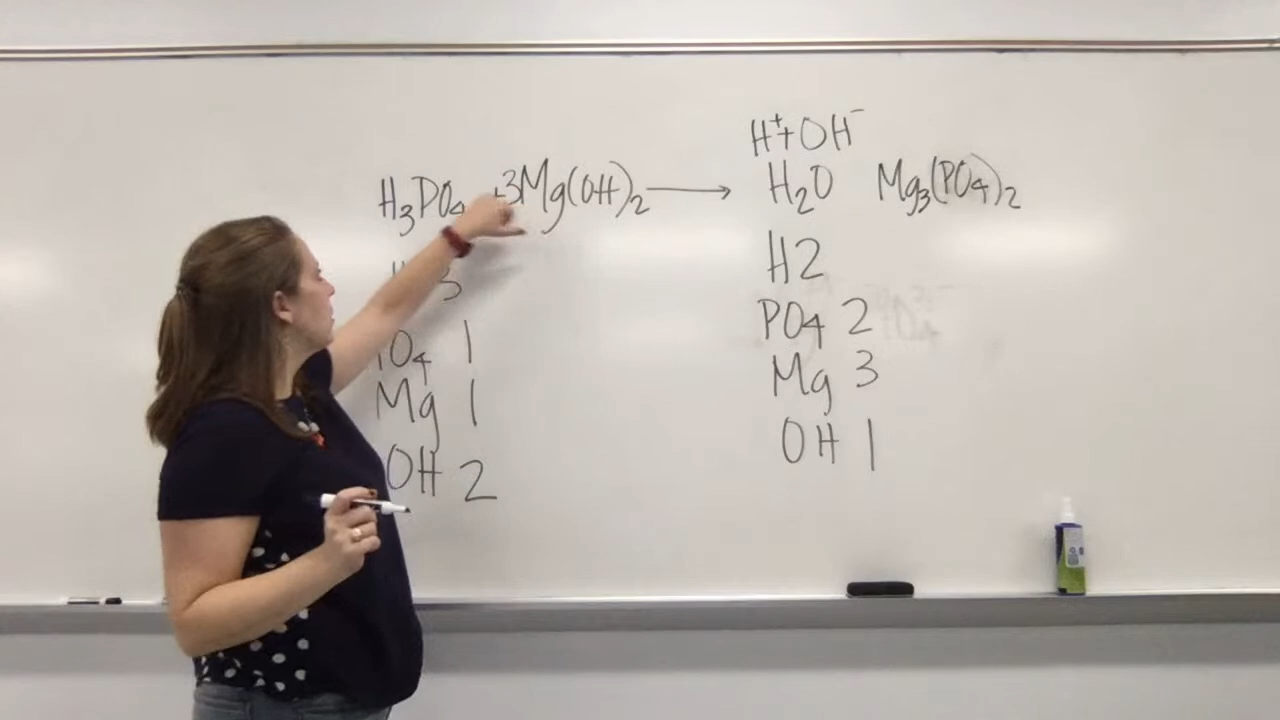 H⁺+OH⁻
H₃PO₄ +3Mg(OH)₂ → H₂O Mg₃(PO₄)₂
H 3
H 2
PO₄ 1
PO₄ 2
Mg 1
Mg 3
OH 2
OH 1